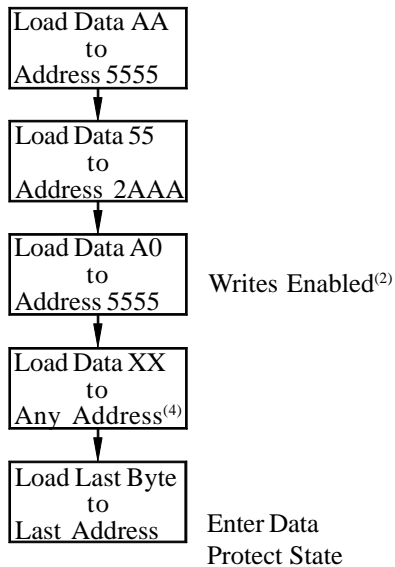 Load Data AA
to
Address 5555
Load Data 55
to
Address 2AAA
Load Data A0
to
Address 5555
Writes Enabled(2)
Load Data XX
to
Any Address(4)
Load Last Byte
to
Last Address
Enter Data
Protect State